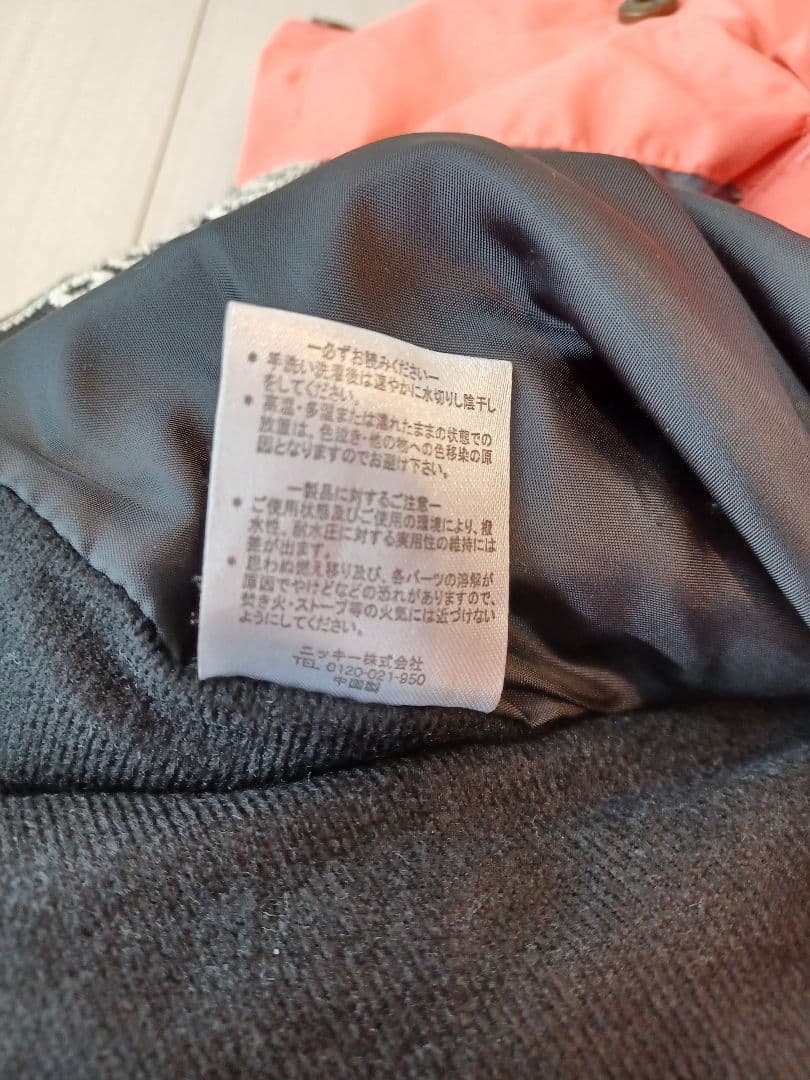 ー必ずお読みくださいー
● 手洗い洗濯後は速やかに水切りし陰干し
をしてください。
● 高温・多湿または濡れたままの状態での
放置は、色泣き・他の物への色移染の原
因となりますのでお避け下さい。
ー製品に対するご注意ー
● ご使用状態及びご使用の環境により、撥
水性、耐水圧に対する実用性の維持には
差が出ます。
● 思わぬ燃え移り及び、各パーツの溶解が
原因でやけどなどの恐れがありますので、
焚き火・ストーブ等の火気には近づけない
ようにしてください。
ニッキー株式会社
TEL 0120-021-950
中国製